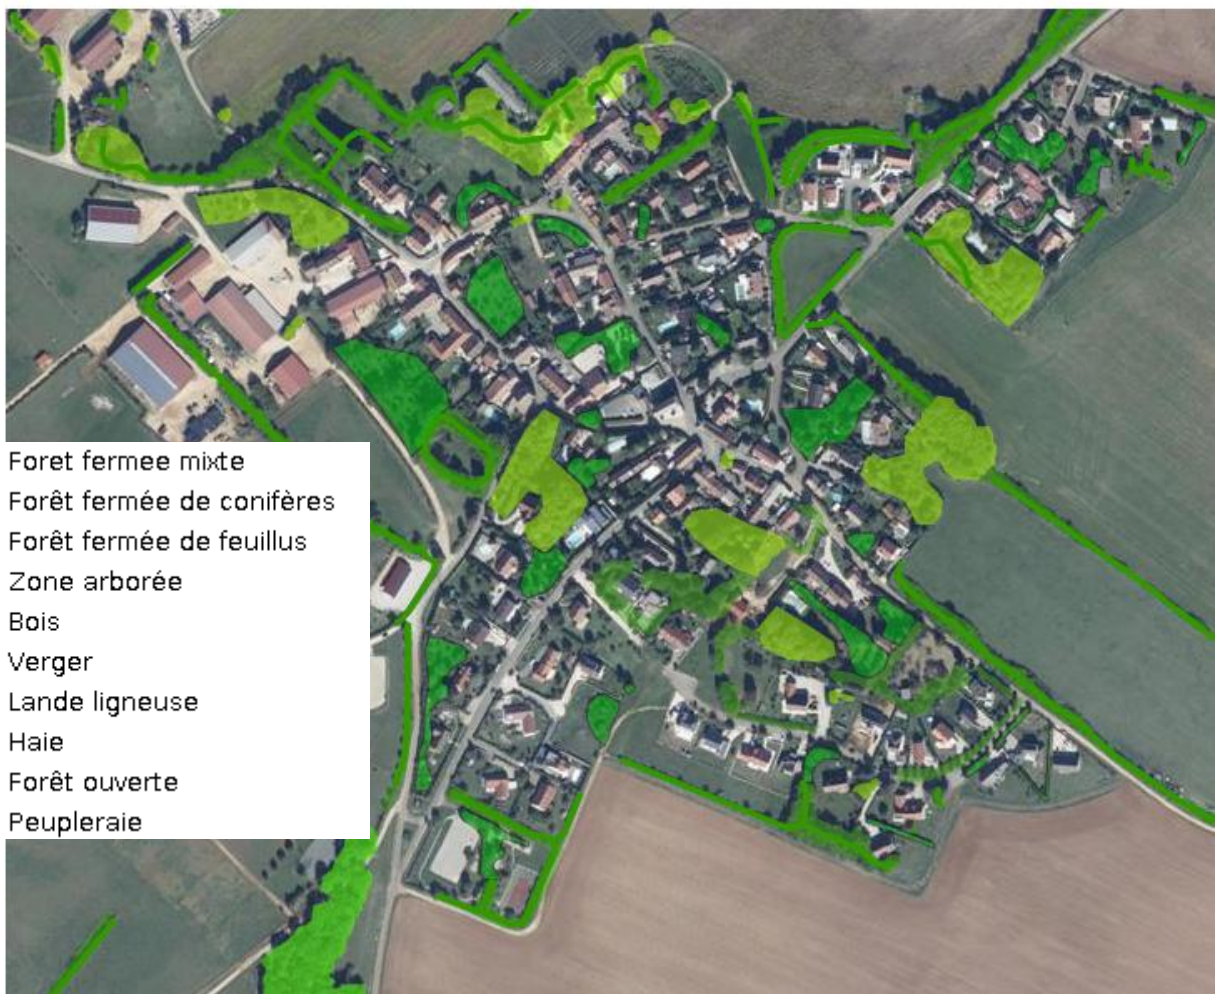 Foret fermee mixte
Forêt fermée de conifères
Forêt fermée de feuillus
Zone arborée
Bois
Verger
Lande ligneuse
Haie
Forêt ouverte
Peupleraie